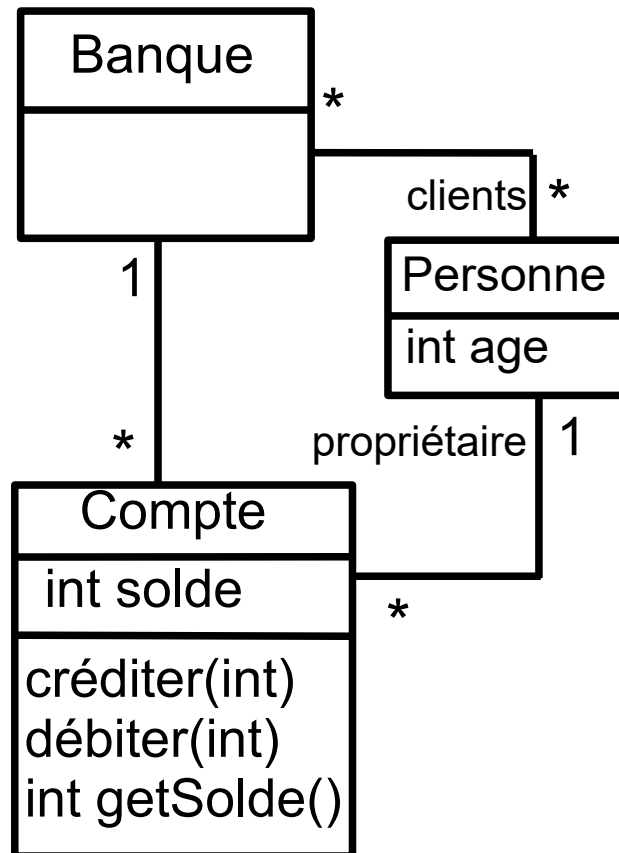 Banque
*
clients
*
Personne
int age
1
*
propriétaire
1
Compte
int solde
*
créditer(int)
débiter(int)
int getSolde()